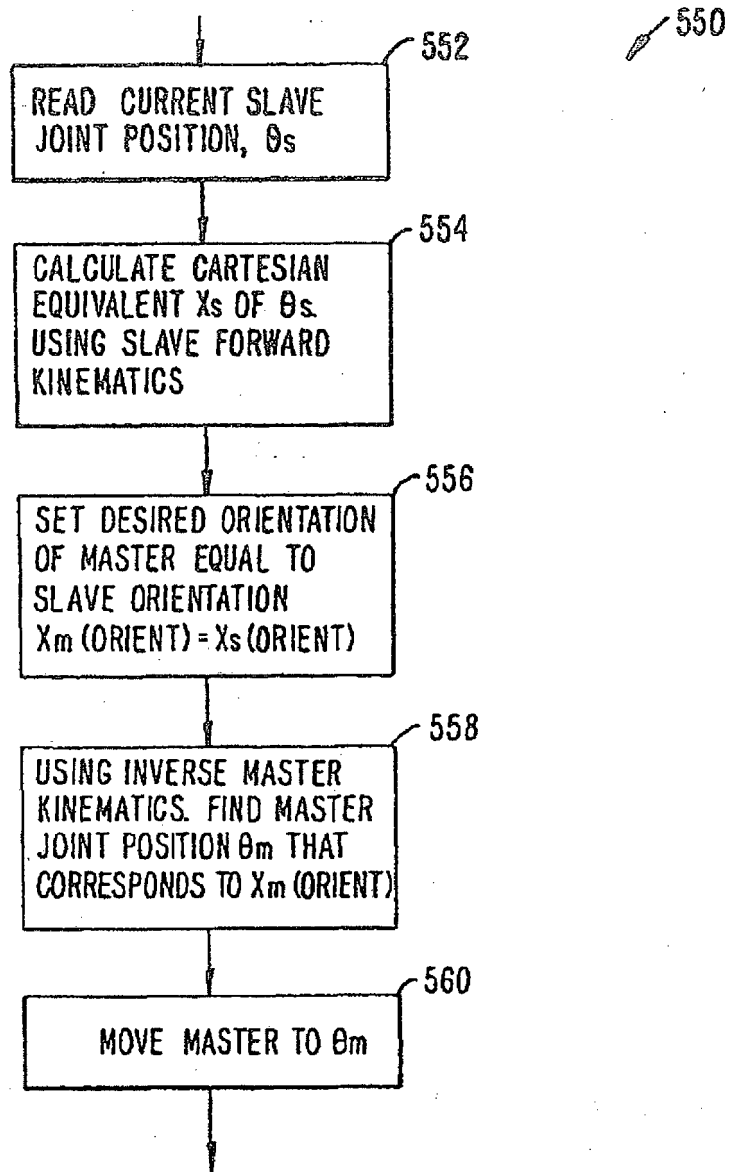 550
552
READ CURRENT SLAVE
JOINT POSITION, θs
554
CALCULATE CARTESIAN
EQUIVALENT Xs OF θs.
USING SLAVE FORWARD
KINEMATICS
556
SET DESIRED ORIENTATION
OF MASTER EQUAL TO
SLAVE ORIENTATION
Xm (ORIENT) = Xs (ORIENT)
558
USING INVERSE MASTER
KINEMATICS. FIND MASTER
JOINT POSITION θm THAT
CORRESPONDS TO Xm (ORIENT)
560
MOVE MASTER TO θm